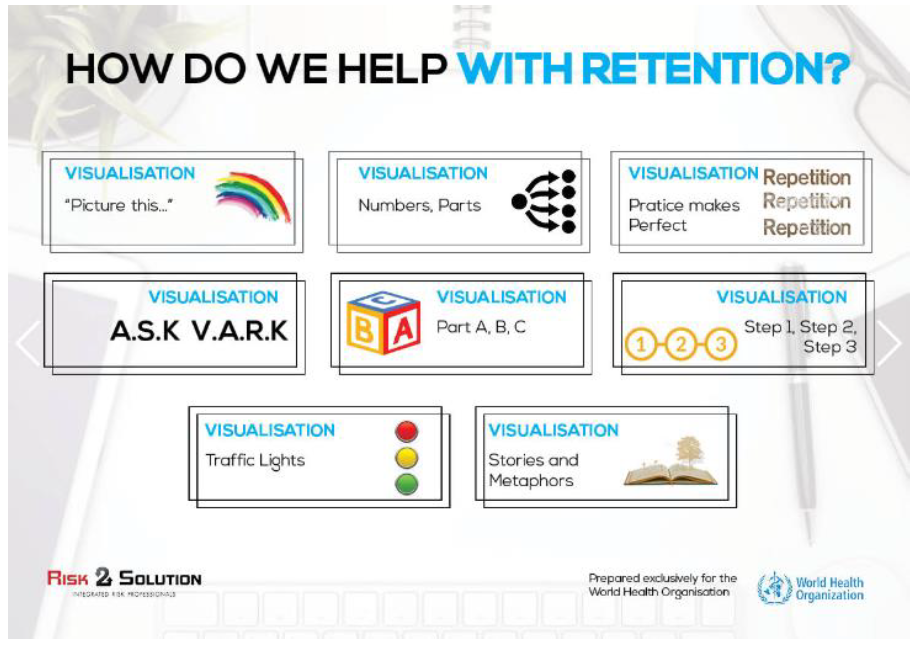 HOW DO WE HELP WITH RETENTION?
VISUALISATION
"Picture this..."
VISUALISATION
Numbers, Parts
VISUALISATION
Pratice makes
Perfect
Repetition
Repetition
Repetition
VISUALISATION
A.S.K V.A.R.K
C
B A
VISUALISATION
Part A, B, C
VISUALISATION
1 2 3
Step 1, Step 2,
Step 3
VISUALISATION
Traffic Lights
VISUALISATION
Stories and
Metaphors
RISK 2 SOLUTION
INTEGRATED RISK PROFESSIONALS
Prepared exclusively for the
World Health Organisation
World Health
Organization